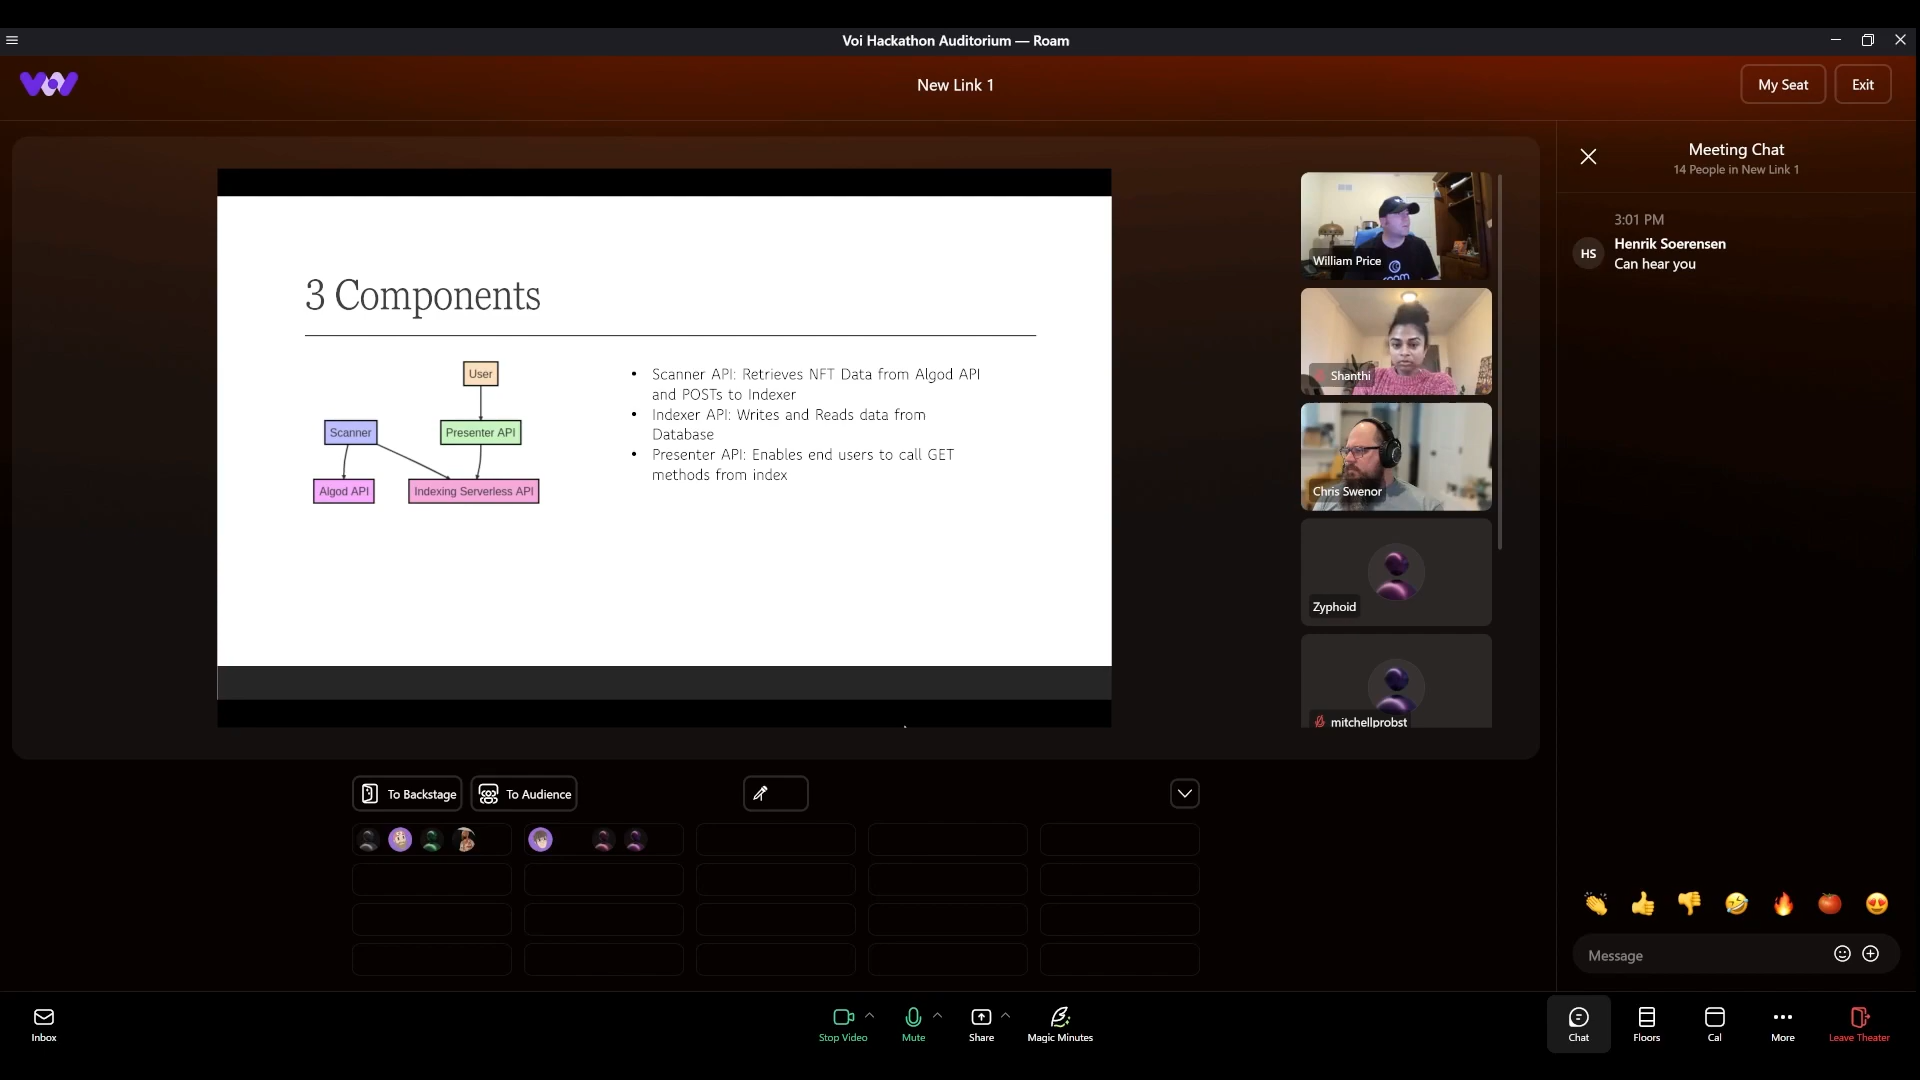 Voi Hackathon Auditorium — Roam
New Link 1
My Seat
Exit
3 Components
User
Scanner
Presenter API
Algod API
Indexing Serverless API
• Scanner API: Retrieves NFT Data from Algod API
and POSTs to Indexer
• Indexer API: Writes and Reads data from
Database
• Presenter API: Enables end users to call GET
methods from index
William Price
Shanthi
Chris Swenor
Zyphoid
mitchellprobst
Meeting Chat
14 People in New Link 1
3:01 PM
HS
Henrik Soerensen
Can hear you
To Backstage
To Audience
Message
Inbox
Stop Video
Mute
Share
Magic Minutes
Chat
Floors
Cal
More
Leave Theater